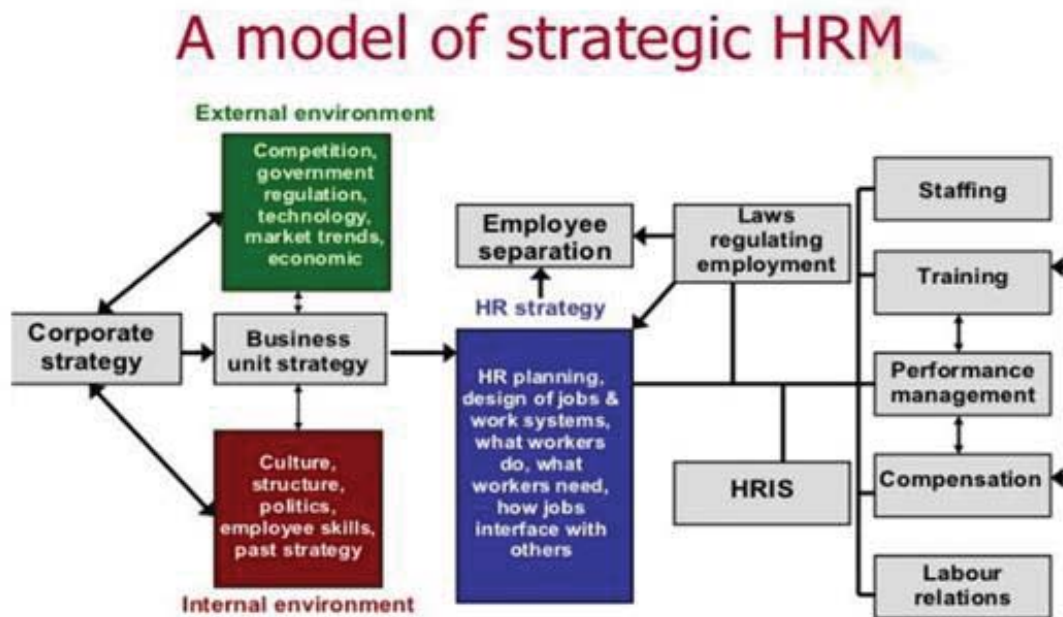 A model of strategic HRM
External environment
Competition,
government
regulation,
technology,
market trends,
economic
Corporate
strategy
Business
unit strategy
Culture,
structure,
politics,
employee skills,
past strategy
Internal environment
Employee
separation
HR strategy
HR planning,
design of jobs &
work systems,
what workers
do, what
workers need,
how jobs
interface with
others
Laws
regulating
employment
HRIS
Staffing
Training
Performance
management
Compensation
Labour
relations